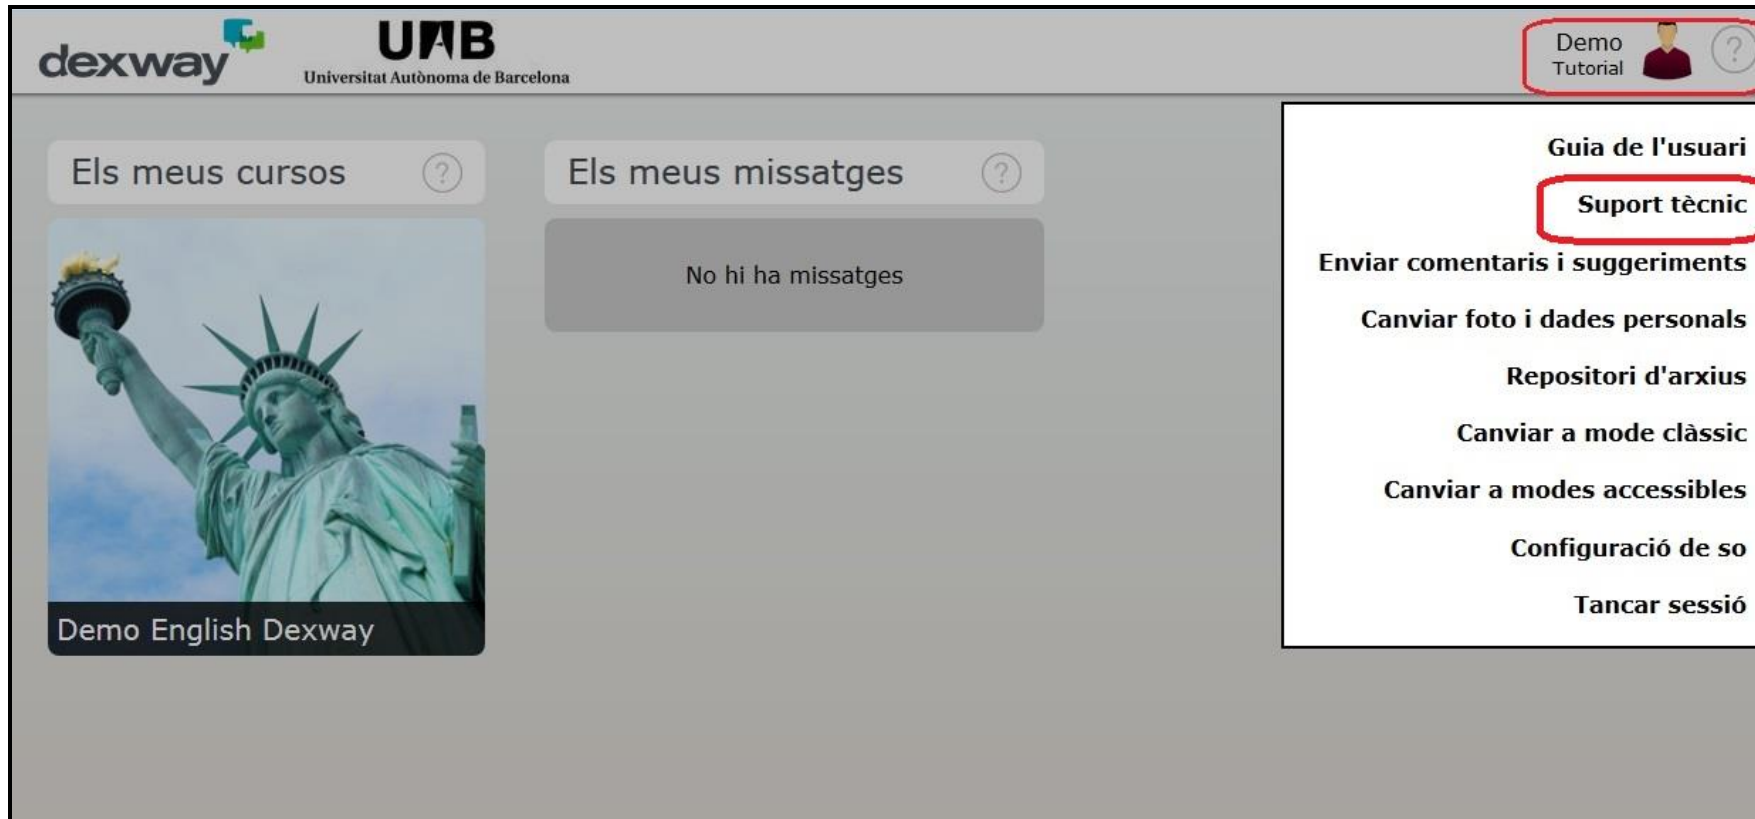 dexway
UAB
Universitat Autònoma de Barcelona
Demo
Tutorial
?
Els meus cursos ?
Els meus missatges ?
No hi ha missatges
Demo English Dexway
Guia de l'usuari
Suport tècnic
Enviar comentaris i suggeriments
Canviar foto i dades personals
Repositori d'arxius
Canviar a mode clàssic
Canviar a modes accessibles
Configuració de so
Tancar sessió